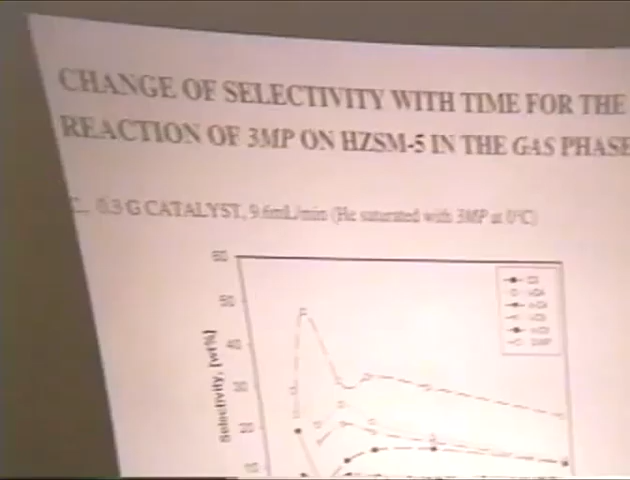 CHANGE OF SELECTIVITY WITH TIME FOR THE
REACTION OF 3MP ON HZSM-5 IN THE GAS PHASE
0.3 G CATALYST, 9.6mL/min (He saturated with 3MP at 0°C)
60
50
40
30
20
10
Selectivity, [wt%]